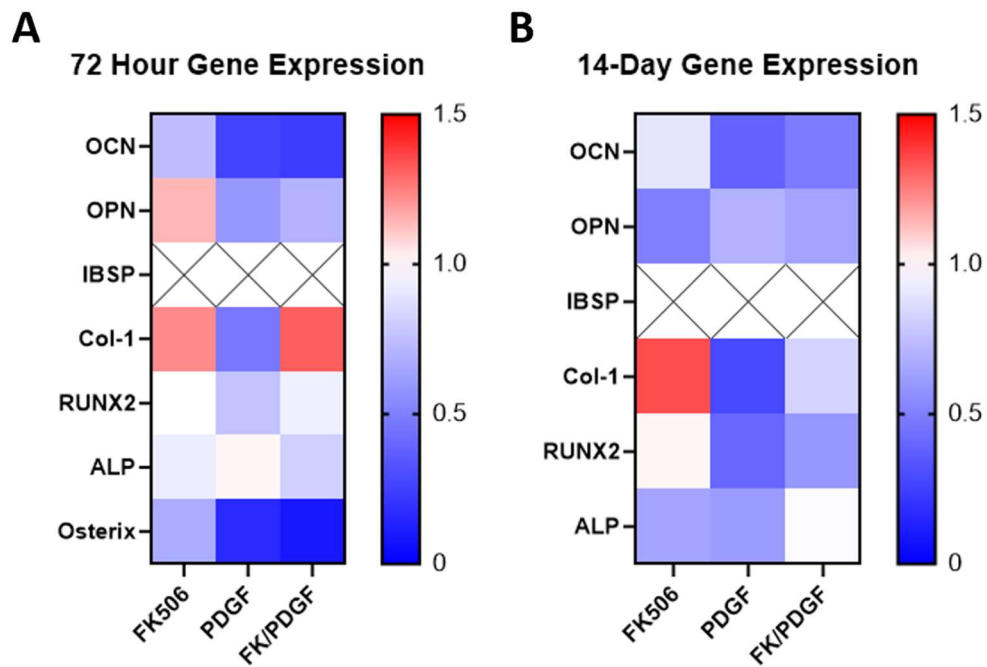 A
72 Hour Gene Expression
OCN
OPN
IBSP
Col-1
RUNX2
ALP
Osterix
FK506
PDGF
FK/PDGF
1.5
1.0
0.5
0
B
14-Day Gene Expression
OCN
OPN
IBSP
Col-1
RUNX2
ALP
FK506
PDGF
FK/PDGF
1.5
1.0
0.5
0